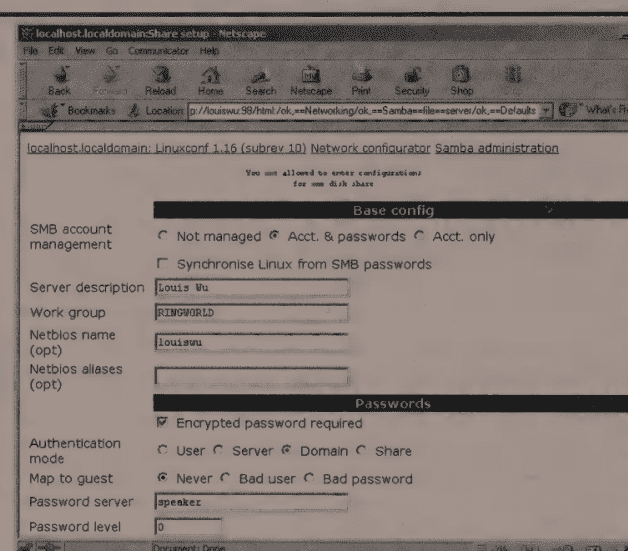 localhost.localdomain:Share setup - Netscape
File Edit View Go Communicator Help
Back Forward Reload Home Search Netscape Print Security Shop
Bookmarks Location p://louiswu:98/html:/ok,==Networking/ok,==Samba==file==server/ok,==Defaults What's
localhost.localdomain: Linuxconf 1.16 (subrev 10) Network configurator Samba administration
You are allowed to enter configurations
for one disk share
Base config
SMB account management
Not managed Acct. & passwords Acct. only
Synchronise Linux from SMB passwords
Server description Louis Wu
Work group RINGWORLD
Netbios name (opt) louiswu
Netbios aliases (opt)
Passwords
Encrypted password required
Authentication mode User Server Domain Share
Map to guest Never Bad user Bad password
Password server speaker
Password level 0
Document: Done